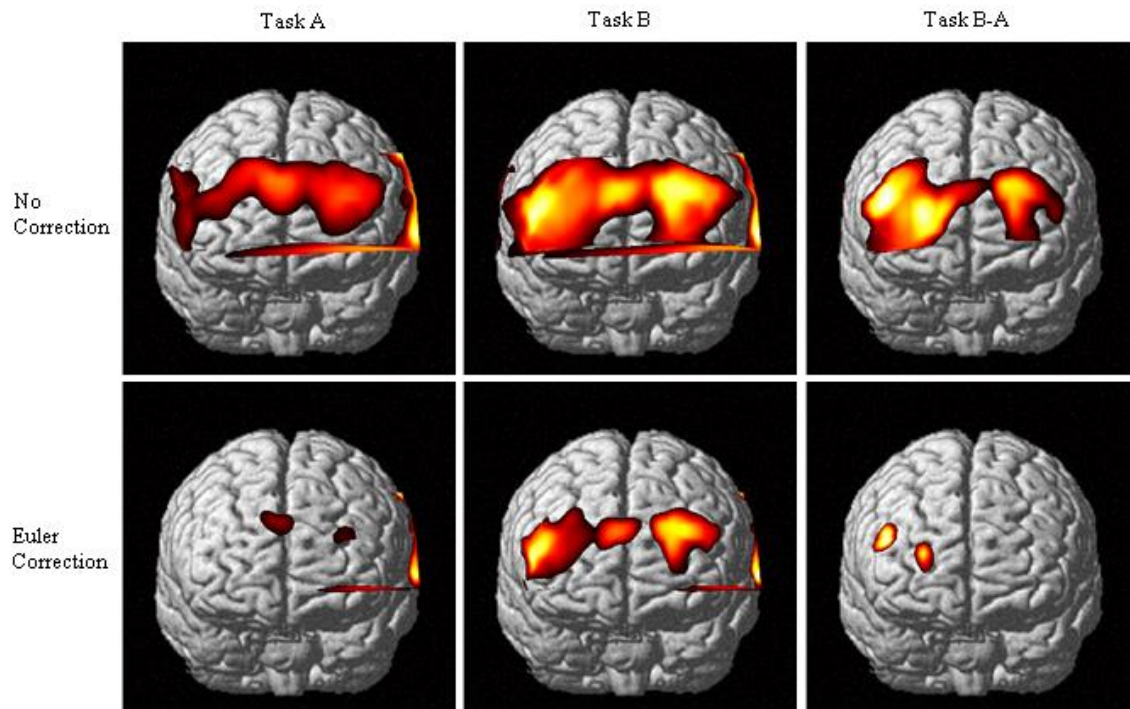 Task A
Task B
Task B-A
No
Correction
Euler
Correction